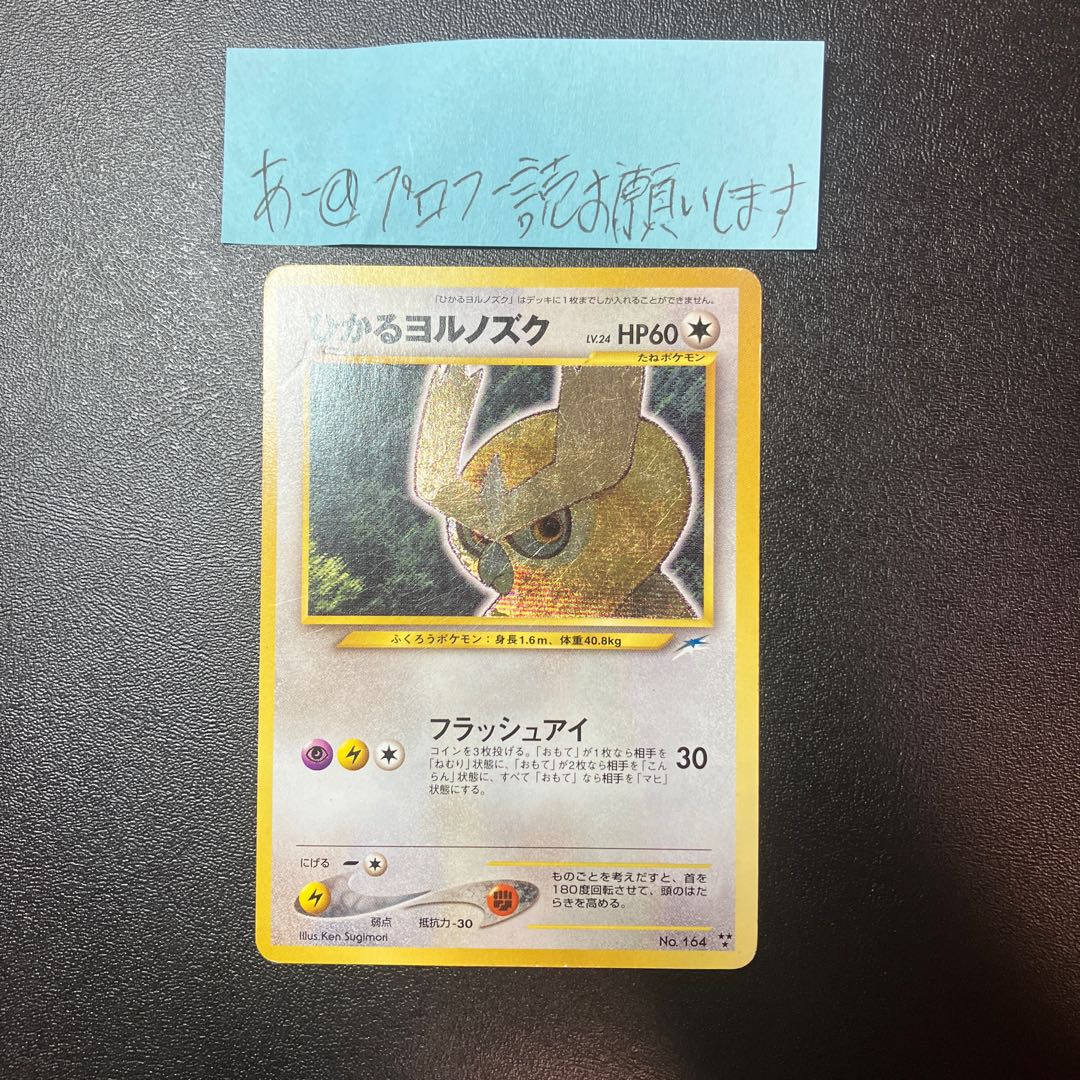 あー@プロフ一読お願いします
「ひかるヨルノズク」はデッキに1枚までしか入れることができません。
ひかるヨルノズク LV.24 HP60
たねポケモン
ふくろうポケモン：身長1.6m、体重40.8kg
フラッシュアイ
コインを3枚投げる。「おもて」が1枚なら相手を
「ねむり」状態に、「おもて」が2枚なら相手を「こん
らん」状態に、すべて「おもて」なら相手を「マヒ」
状態にする。
30
にげる
弱点 抵抗力-30
ものごとを考えだすと、首を
180度回転させて、頭のはた
らきを高める。
Illus. Ken Sugimori
No. 164